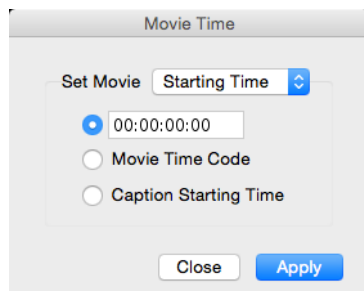 Movie Time
Set Movie Starting Time
00:00:00:00
Movie Time Code
Caption Starting Time
Close Apply